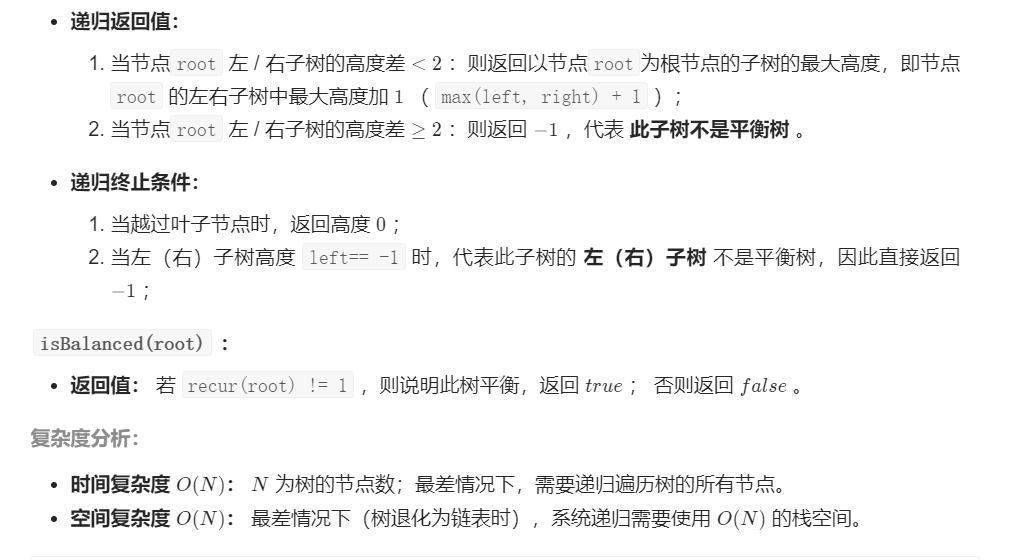 • 递归返回值：
1. 当节点 root 左 / 右子树的高度差 < 2 ：则返回以节点 root 为根节点的子树的最大高度，即节点
root 的左右子树中最大高度加 1 （ max(left, right) + 1 ）；
2. 当节点 root 左 / 右子树的高度差 ≥ 2 ：则返回 −1 ，代表 此子树不是平衡树 。
• 递归终止条件：
1. 当越过叶子节点时，返回高度 0 ；
2. 当左（右）子树高度 left== -1 时，代表此子树的 左（右）子树 不是平衡树，因此直接返回
−1 ；
isBalanced(root) ：
• 返回值： 若 recur(root) != 1 ，则说明此树平衡，返回 true ； 否则返回 false 。
复杂度分析：
• 时间复杂度 O(N)： N 为树的节点数；最差情况下，需要递归遍历树的所有节点。
• 空间复杂度 O(N)： 最差情况下（树退化为链表时），系统递归需要使用 O(N) 的栈空间。